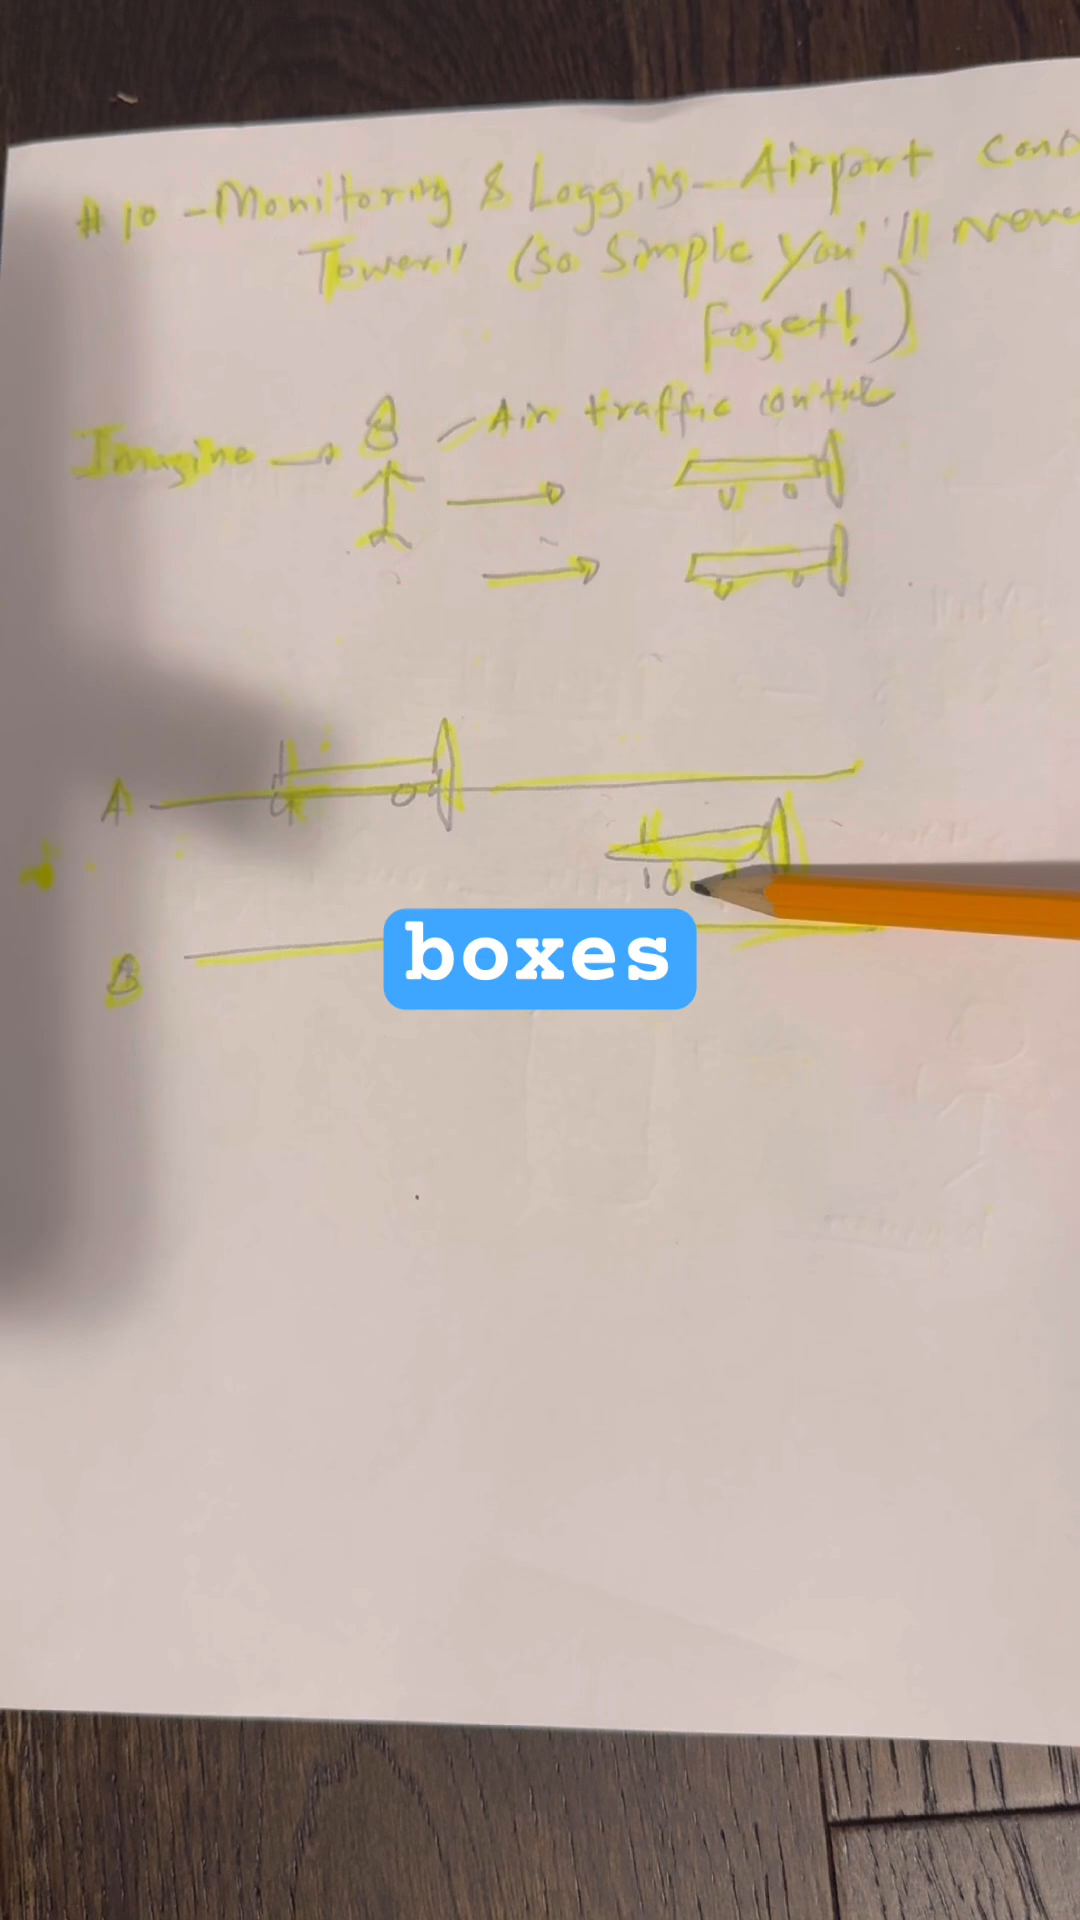 #10 - Monitoring & Logging - Airport Con
Tower" (So Simple You'll Neve
Forget!)
Imagine → Air traffic control
A
B
boxes